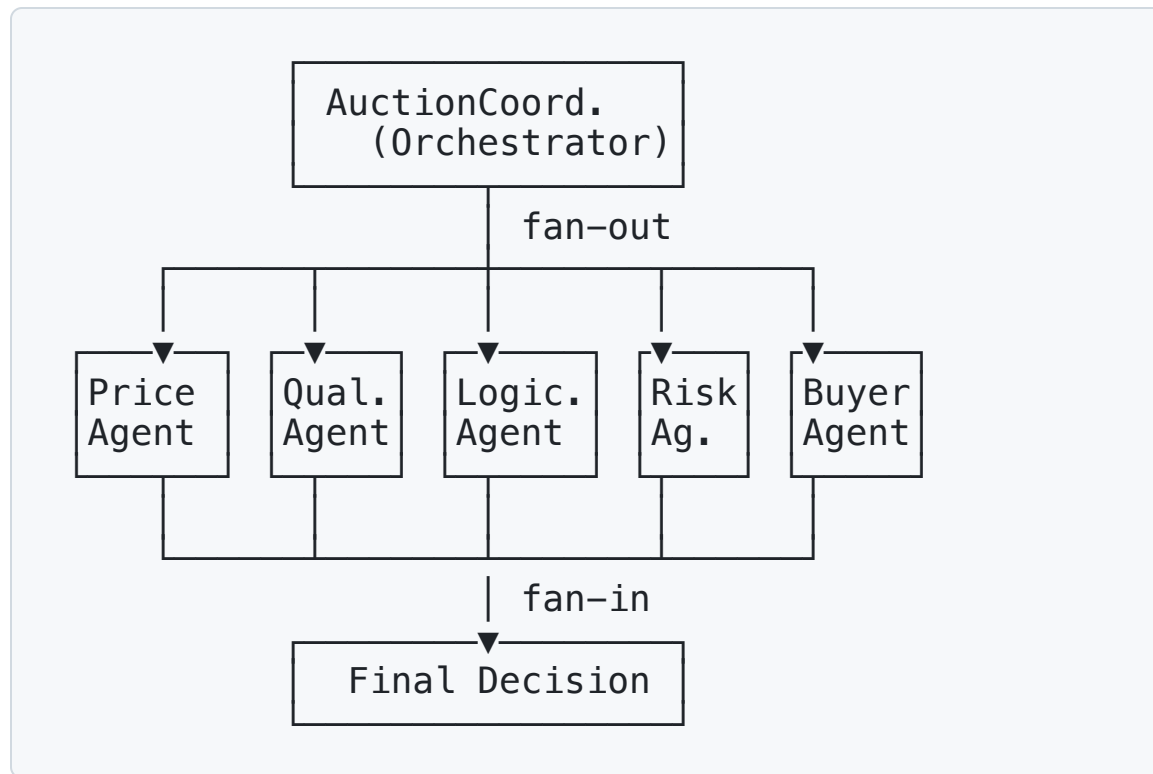 AuctionCoord.
(Orchestrator)
fan-out
Price Agent
Qual. Agent
Logic. Agent
Risk Ag.
Buyer Agent
fan-in
Final Decision